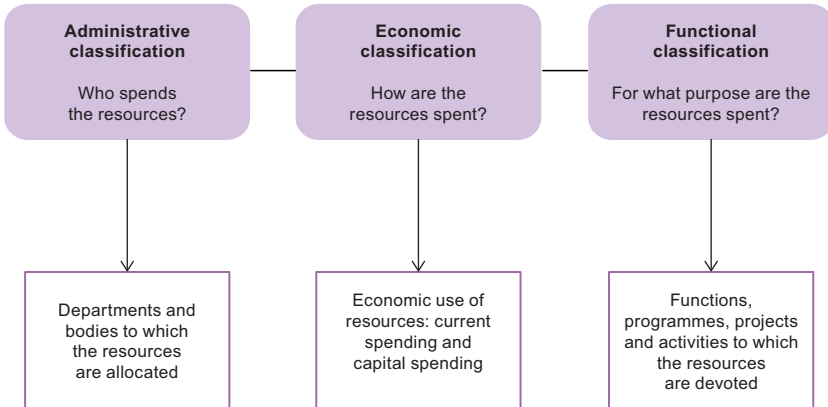 Administrative
classification
Who spends
the resources?
Economic
classification
How are the
resources spent?
Functional
classification
For what purpose are the
resources spent?
Departments and
bodies to which
the resources
are allocated
Economic use of
resources: current
spending and
capital spending
Functions,
programmes, projects
and activities to which
the resources
are devoted